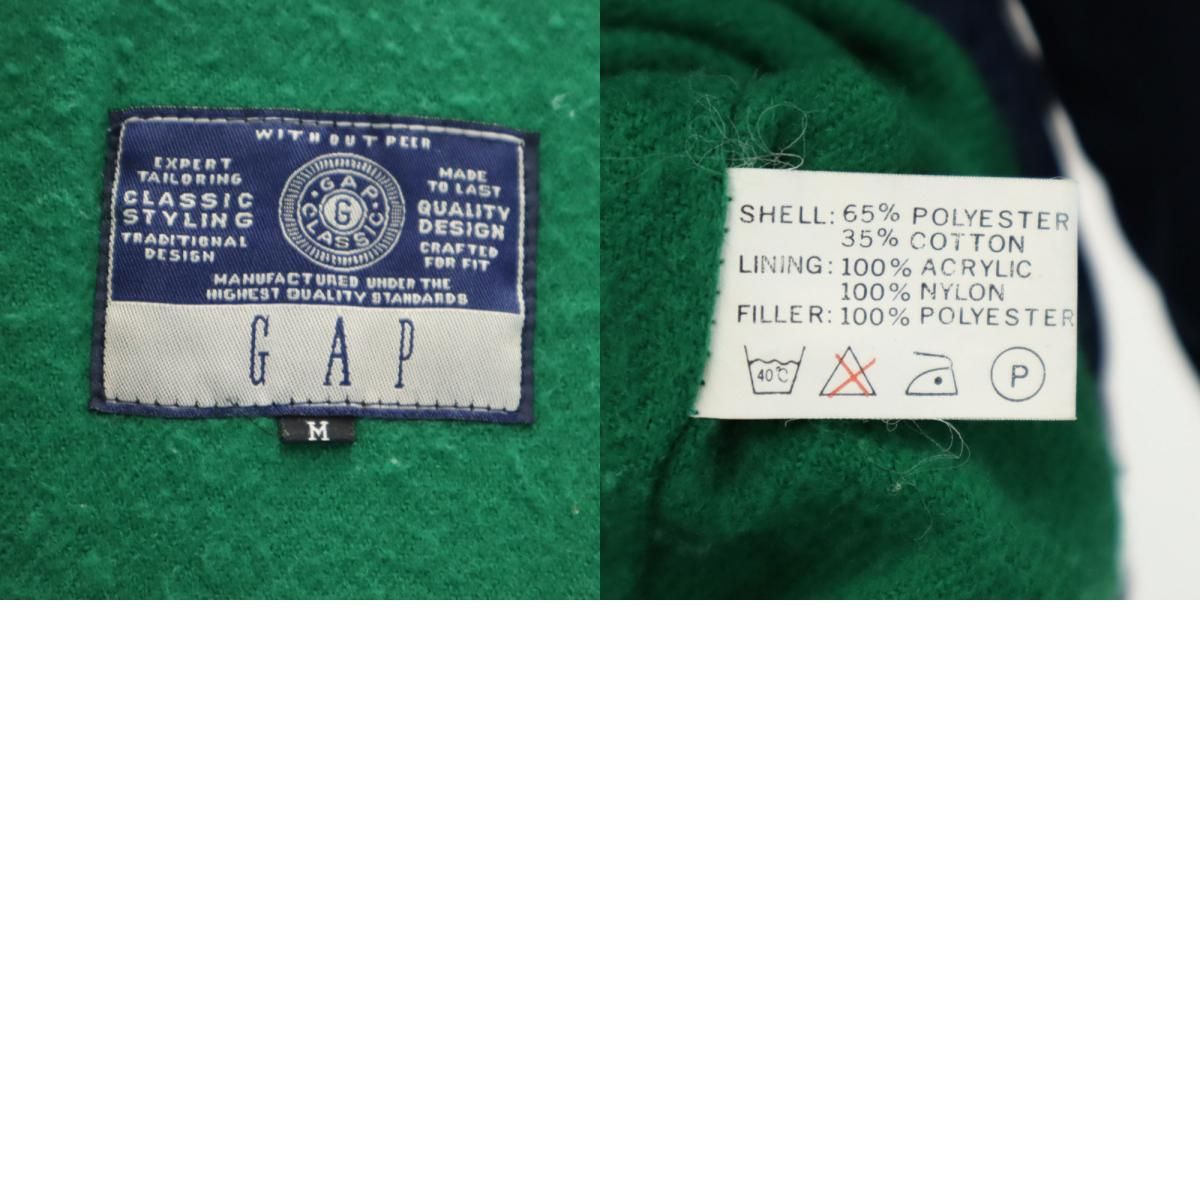 WITHOUT PEER
EXPERT
TAILORING
CLASSIC
STYLING
TRADITIONAL
DESIGN
GAP
G
CLASSIC
MADE
TO LAST
QUALITY
DESIGN
CRAFTED
FOR FIT
MANUFACTURED UNDER THE
HIGHEST QUALITY STANDARDS
GAP
M
SHELL: 65% POLYESTER
35% COTTON
LINING: 100% ACRYLIC
100% NYLON
FILLER: 100% POLYESTER
40°C
P